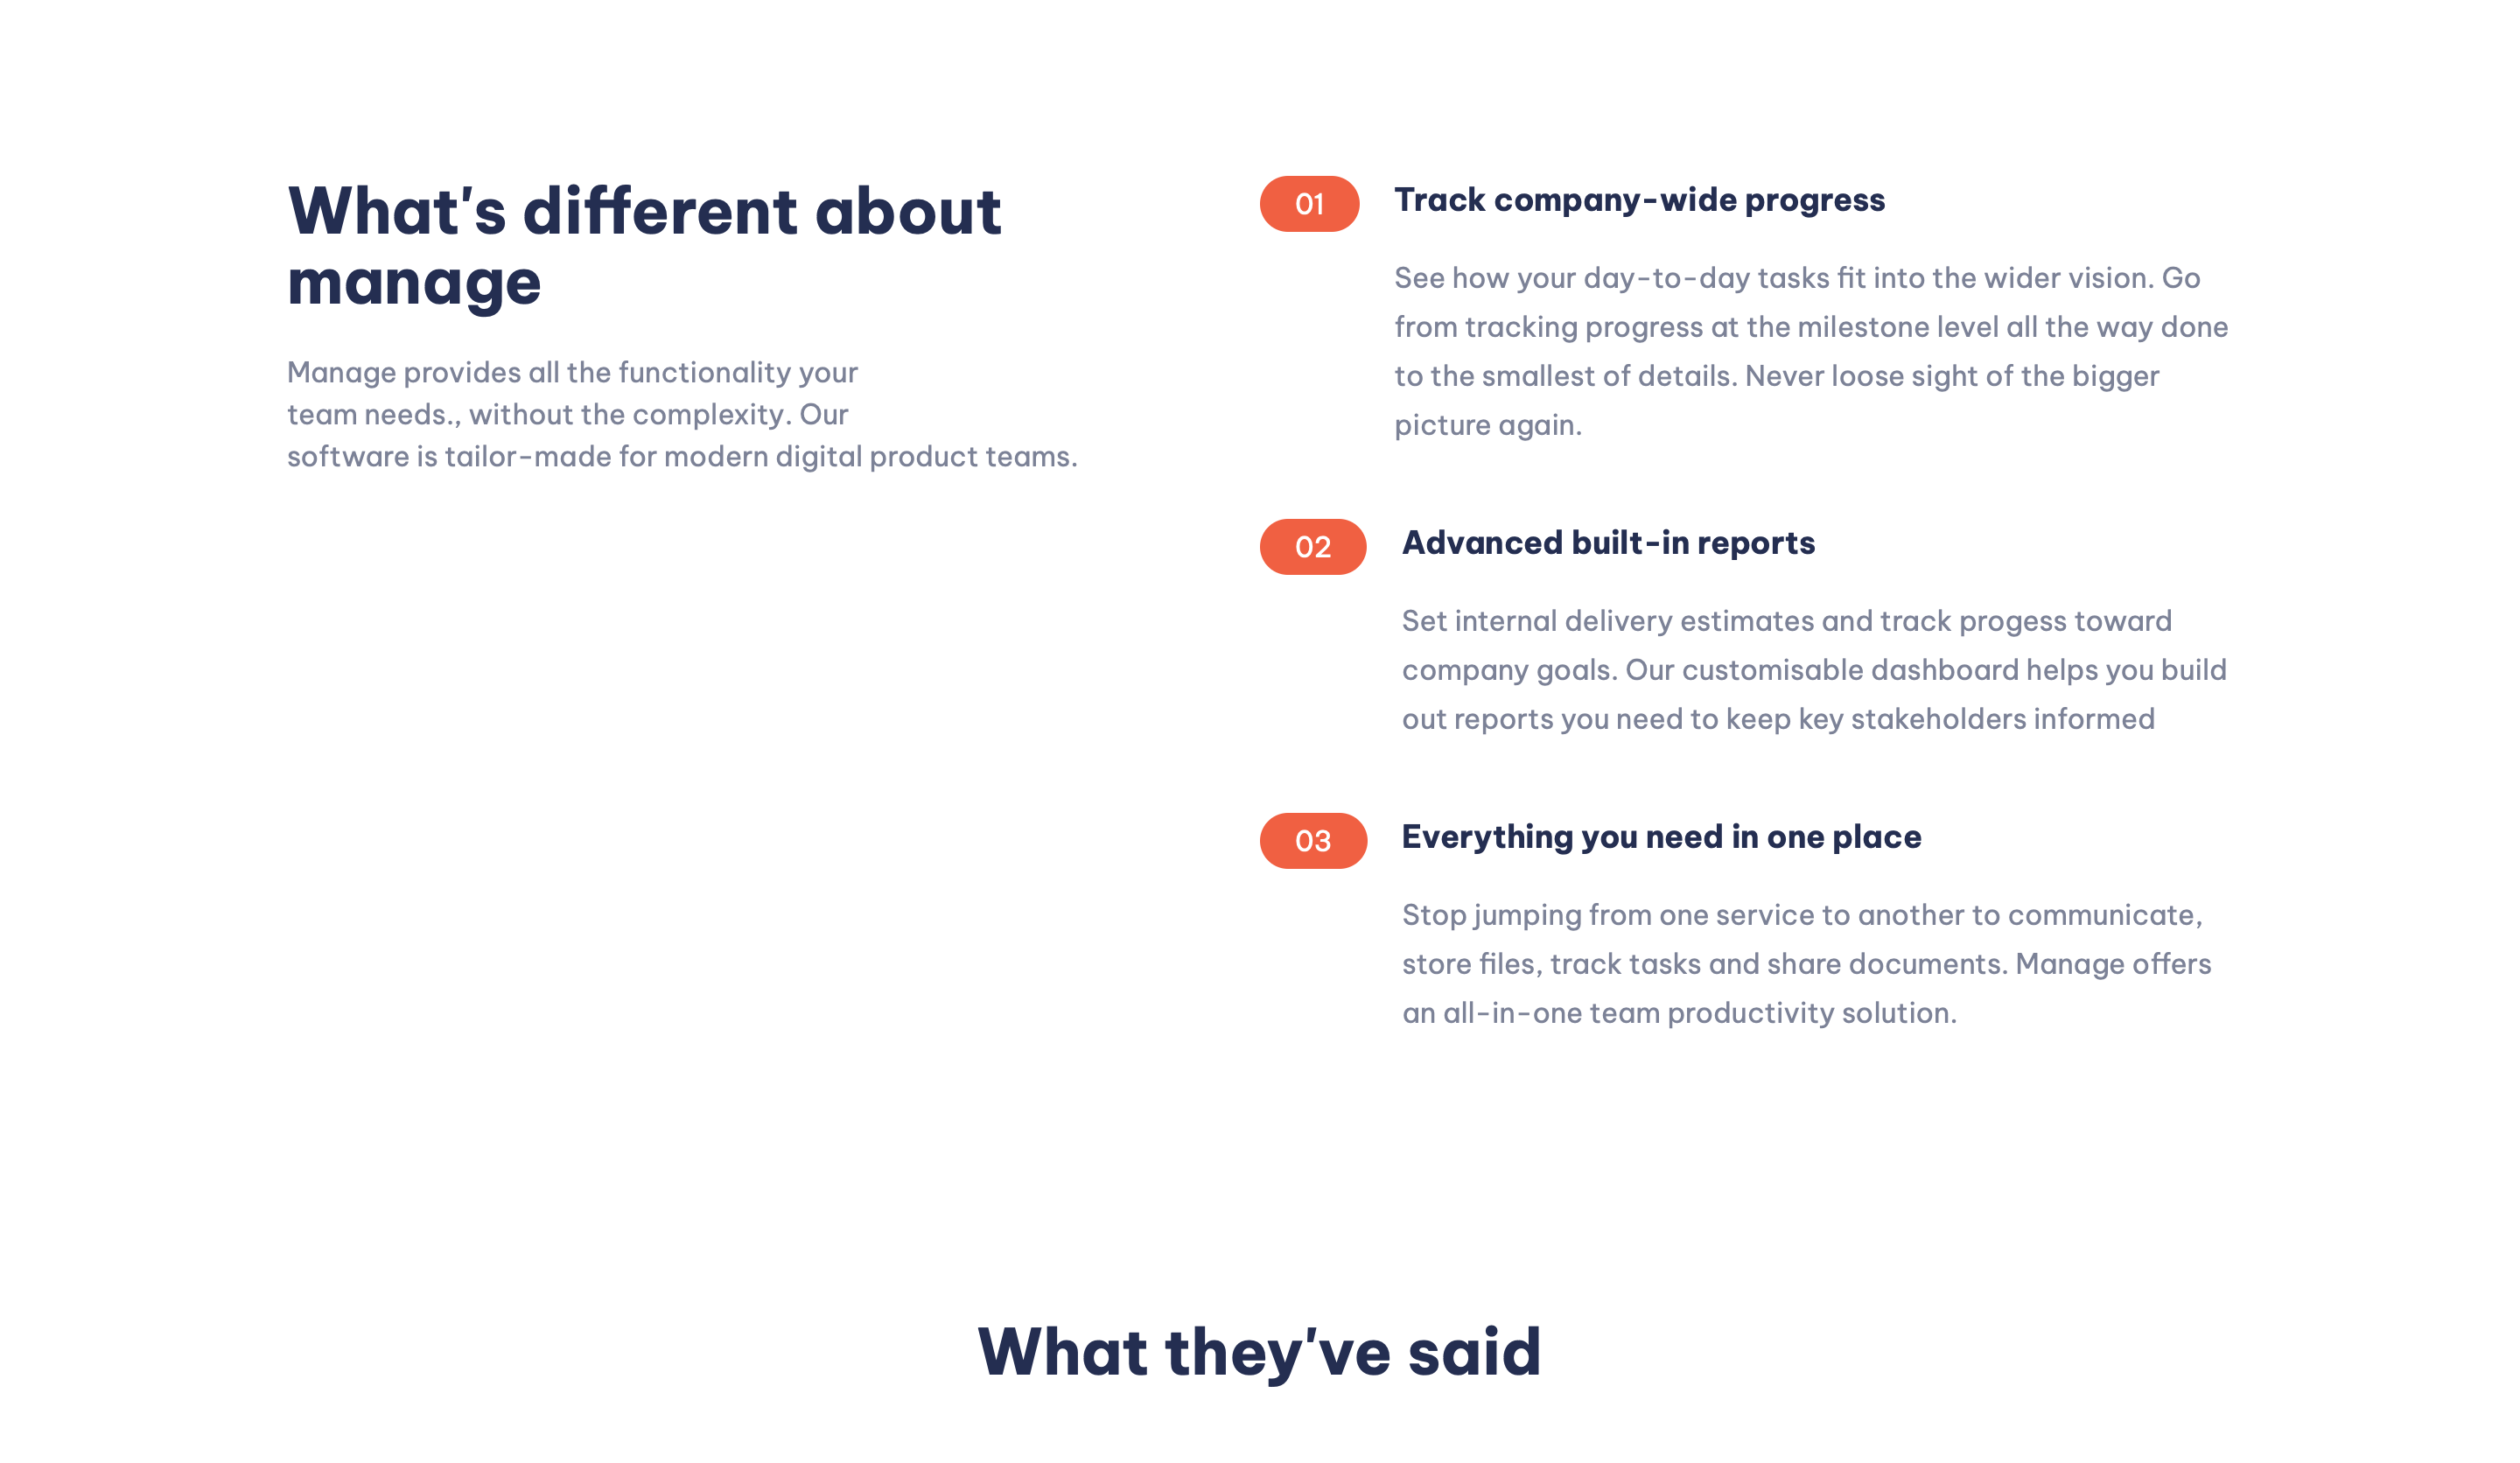 What's different about
manage
Manage provides all the functionality your
team needs., without the complexity. Our
software is tailor-made for modern digital product teams.
01
Track company-wide progress
See how your day-to-day tasks fit into the wider vision. Go
from tracking progress at the milestone level all the way done
to the smallest of details. Never loose sight of the bigger
picture again.
02
Advanced built-in reports
Set internal delivery estimates and track progess toward
company goals. Our customisable dashboard helps you build
out reports you need to keep key stakeholders informed
03
Everything you need in one place
Stop jumping from one service to another to communicate,
store files, track tasks and share documents. Manage offers
an all-in-one team productivity solution.
What they've said